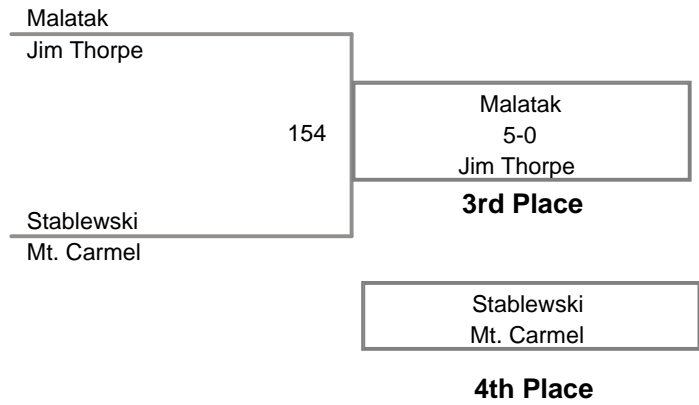 Malatak
Jim Thorpe
154
Malatak
5-0
Jim Thorpe
3rd Place
Stablewski
Mt. Carmel
Stablewski
Mt. Carmel
4th Place